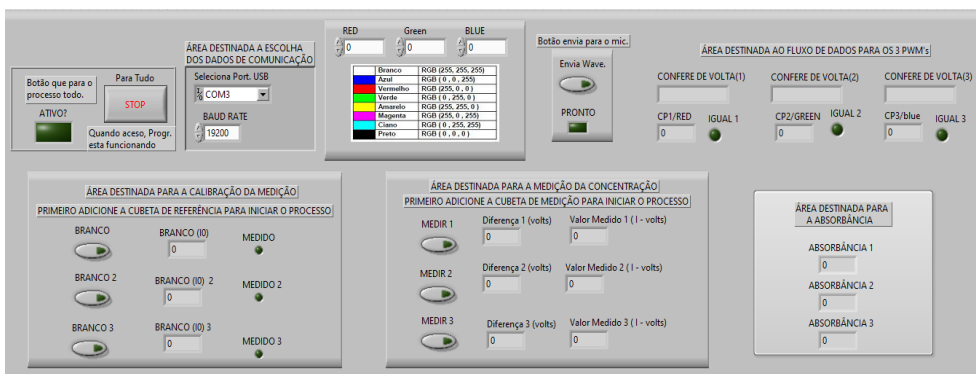 Botão que para o
processo todo.
ATIVO?
Para Tudo
STOP
Quando aceso, Progr.
esta funcionando
ÁREA DESTINADA A ESCOLHA
DOS DADOS DE COMUNICAÇÃO
Seleciona Port. USB
COM3
BAUD RATE
19200
RED Green BLUE
0 0 0
Branco RGB (255, 255, 255)
Azul RGB ( 0 , 0, 255)
Vermelho RGB (255, 0 , 0)
Verde RGB ( 0 , 255, 0 )
Amarelo RGB (255, 255, 0 )
Magenta RGB (255, 0 , 255)
Ciano RGB ( 0 , 255, 255)
Preto RGB ( 0 , 0 , 0 )
Botão envia para o mic.
Envia Wave.
PRONTO
ÁREA DESTINADA AO FLUXO DE DADOS PARA OS 3 PWM's
CONFERE DE VOLTA(1) CONFERE DE VOLTA(2) CONFERE DE VOLTA(3)
CP1/RED IGUAL 1 CP2/GREEN IGUAL 2 CP3/blue IGUAL 3
0 0 0
ÁREA DESTINADA PARA A CALIBRAÇÃO DA MEDIÇÃO
PRIMEIRO ADICIONE A CUBETA DE REFERÊNCIA PARA INICIAR O PROCESSO
BRANCO BRANCO (I0) MEDIDO
0
BRANCO 2 BRANCO (I0) 2 MEDIDO 2
0
BRANCO 3 BRANCO (I0) 3 MEDIDO 3
0
ÁREA DESTINADA PARA A MEDIÇÃO DA CONCENTRAÇÃO
PRIMEIRO ADICIONE A CUBETA DE MEDIÇÃO PARA INICIAR O PROCESSO
MEDIR 1 Diferença 1 (volts) Valor Medido 1 ( I - volts)
0 0
MEDIR 2 Diferença 2 (volts) Valor Medido 2 ( I - volts)
0 0
MEDIR 3 Diferença 3 (volts) Valor Medido 3 ( I - volts)
0 0
ÁREA DESTINADA PARA
A ABSORBÂNCIA
ABSORBÂNCIA 1
0
ABSORBÂNCIA 2
0
ABSORBÂNCIA 3
0